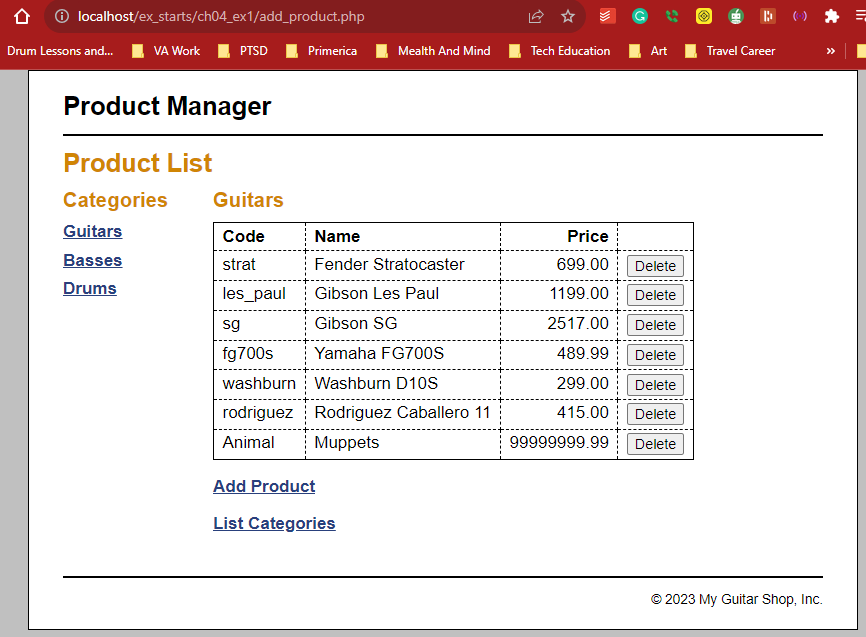 localhost/ex_starts/ch04_ex1/add_product.php
Drum Lessons and... VA Work PTSD Primerica Mealth And Mind Tech Education Art Travel Career »
Product Manager
Product List
Categories
Guitars
Basses
Drums
Guitars
Code Name Price
strat Fender Stratocaster 699.00 Delete
les_paul Gibson Les Paul 1199.00 Delete
sg Gibson SG 2517.00 Delete
fg700s Yamaha FG700S 489.99 Delete
washburn Washburn D10S 299.00 Delete
rodriguez Rodriguez Caballero 11 415.00 Delete
Animal Muppets 99999999.99 Delete
Add Product
List Categories
© 2023 My Guitar Shop, Inc.